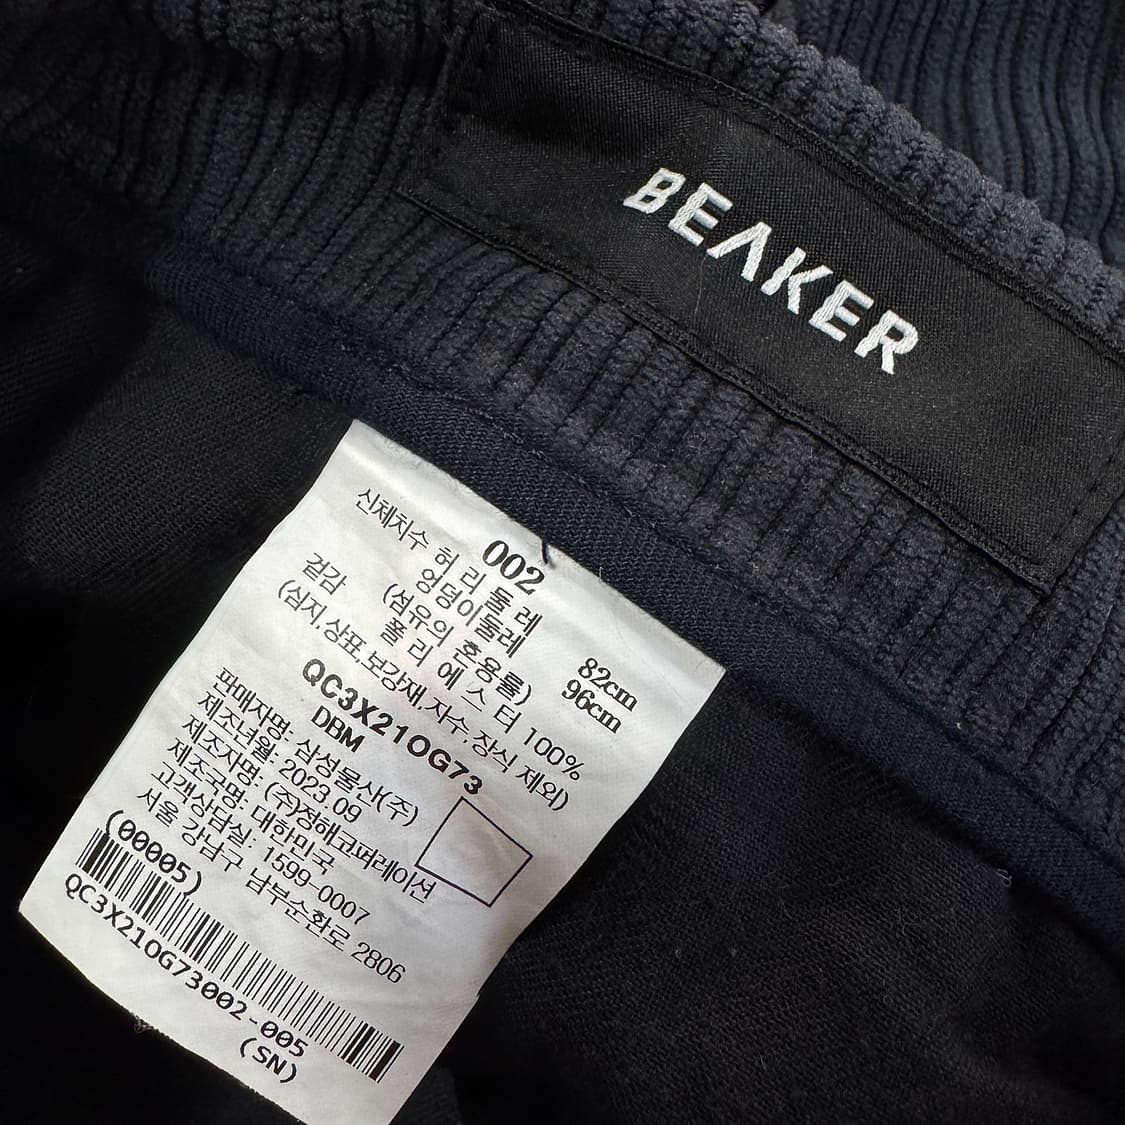 BEAKER
002
신체치수 허리둘레 82cm
엉덩이둘레 96cm
(섬유의 혼용률)
겉감 폴리에스터 100%
(심지,상표,보강재,자수,장식 제외)
QC3X21OG73
DBM
판매자명: 삼성물산(주)
제조년월: 2023.09
제조자명: (주)정해코퍼레이션
제조국명: 대한민국
고객상담실: 1599-0007
서울 강남구 남부순환로 2806
(00005)
QC3X21OG73002-005
(SN)